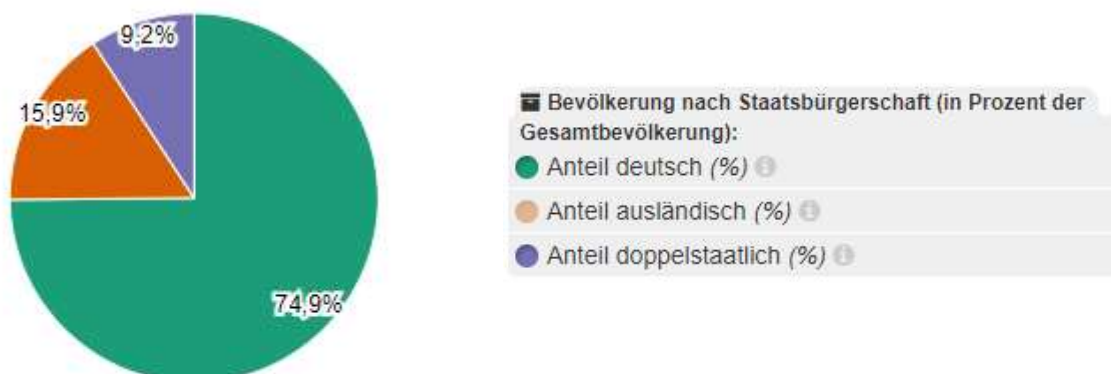 9,2%
15,9%
74,9%
Bevölkerung nach Staatsbürgerschaft (in Prozent der
Gesamtbevölkerung):
Anteil deutsch (%)
Anteil ausländisch (%)
Anteil doppelstaatlich (%)